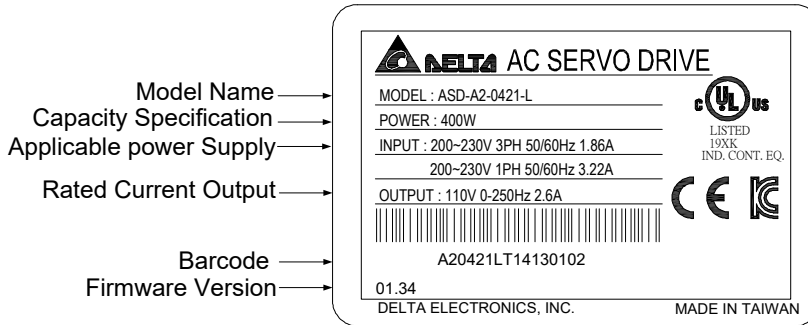 Model Name
Capacity Specification
Applicable power Supply
Rated Current Output
Barcode
Firmware Version
DELTA AC SERVO DRIVE
MODEL : ASD-A2-0421-L
POWER : 400W
INPUT : 200~230V 3PH 50/60Hz 1.86A
200~230V 1PH 50/60Hz 3.22A
OUTPUT : 110V 0-250Hz 2.6A
A20421LT14130102
01.34
DELTA ELECTRONICS, INC.
MADE IN TAIWAN
c UL us
LISTED
19XK
IND. CONT. EQ.
CE